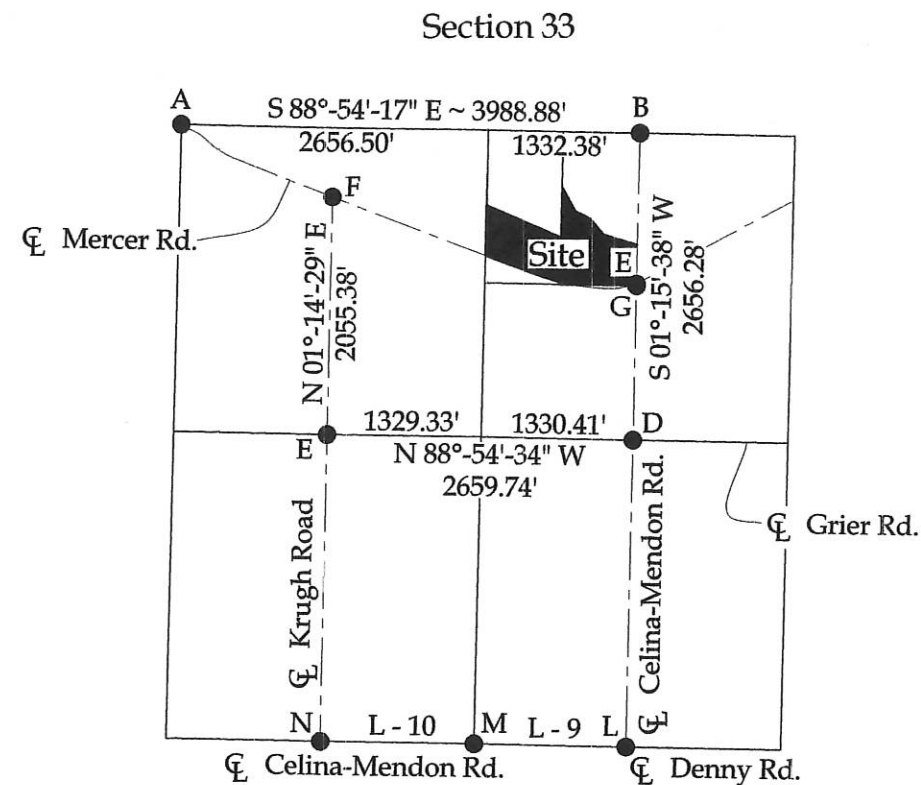 Section 33
A
B
S 88°-54'-17" E ~ 3988.88'
2656.50'
1332.38'
F
℄ Mercer Rd.
Site
E
G
N 01°-14'-29" E
2055.38'
S 01°-15'-38" W
2656.28'
1329.33'
1330.41'
D
E
N 88°-54'-34" W
2659.74'
℄ Grier Rd.
℄ Krugh Road
℄ Celina-Mendon Rd.
N
L - 10
M
L - 9
L
℄ Celina-Mendon Rd.
℄ Denny Rd.